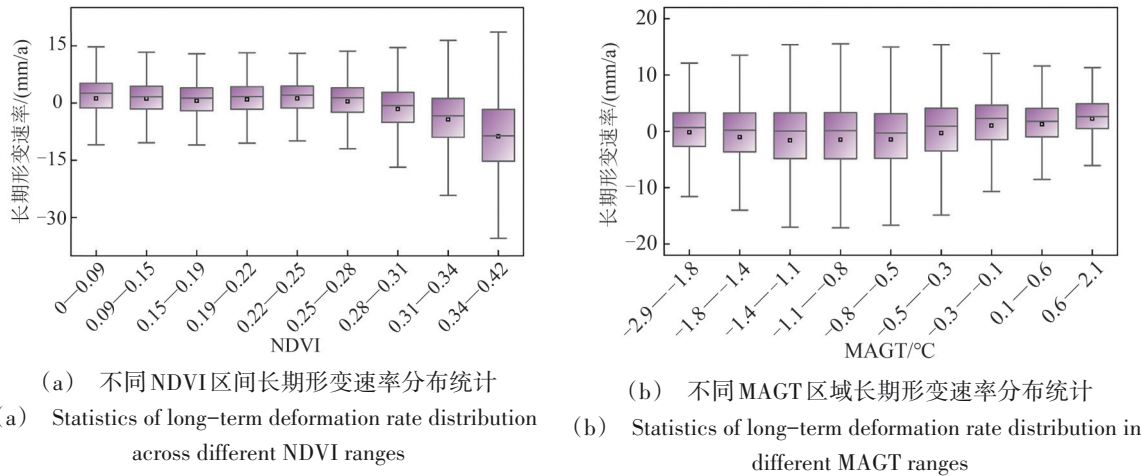 15
0
−15
−30
长期形变速率/(mm/a)
0—0.09
0.09—0.15
0.15—0.19
0.19—0.22
0.22—0.25
0.25—0.28
0.28—0.31
0.31—0.34
0.34—0.42
NDVI
(a) 不同NDVI区间长期形变速率分布统计
a) Statistics of long−term deformation rate distribution
across different NDVI ranges
20
10
0
−10
−20
长期形变速率/(mm/a)
−2.9—−1.8
−1.8—−1.4
−1.4—−1.1
−1.1—−0.8
−0.8—−0.5
−0.5—−0.3
−0.3—0.1
0.1—0.6
0.6—2.1
MAGT/℃
(b) 不同MAGT区域长期形变速率分布统计
(b) Statistics of long−term deformation rate distribution in
different MAGT ranges